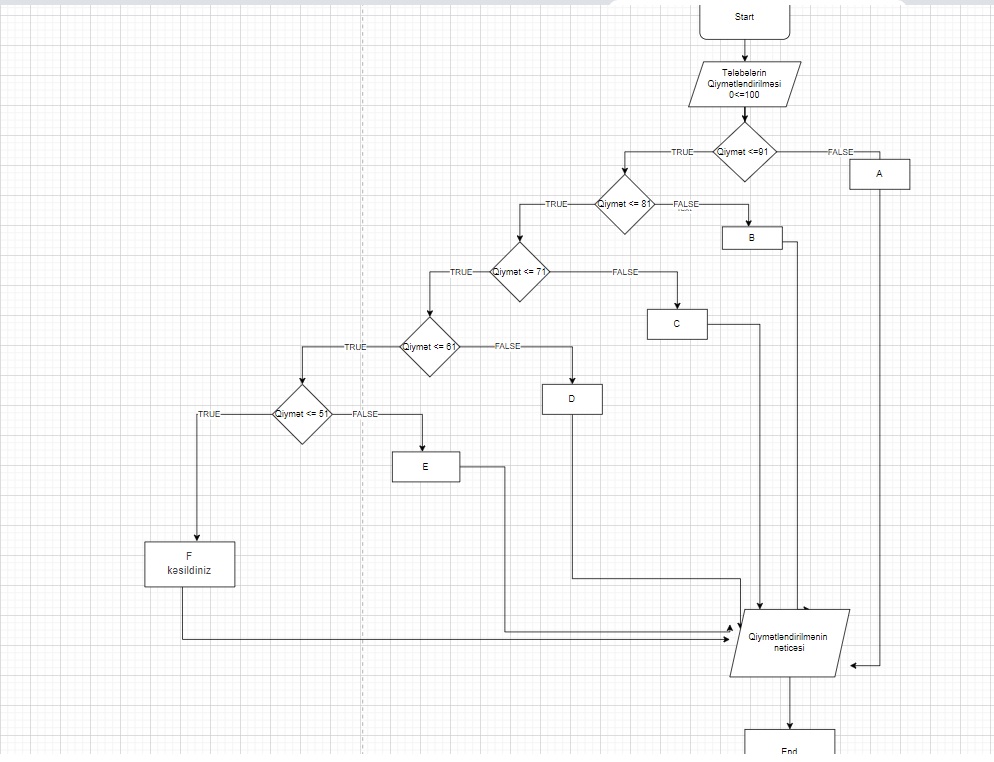 Start
Tələbələrin
Qiymətləndirilməsi
0<=100
Qiymət <=91
TRUE
FALSE
A
Qiymət <= 81
TRUE
FALSE
B
Qiymət <= 71
TRUE
FALSE
C
Qiymət <= 61
TRUE
FALSE
D
Qiymət <= 51
TRUE
FALSE
E
F
kəsildiniz
Qiymətləndirilmənin
nəticəsi
End